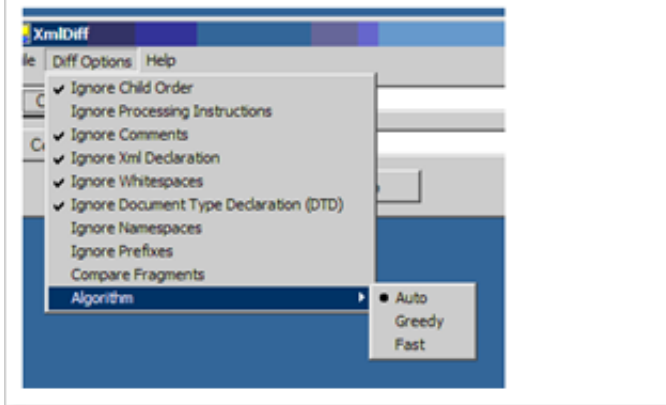 XmlDiff
le Diff Options Help
Ignore Child Order
Ignore Processing Instructions
Ignore Comments
Ignore Xml Declaration
Ignore Whitespaces
Ignore Document Type Declaration (DTD)
Ignore Namespaces
Ignore Prefixes
Compare Fragments
Algorithm
Auto
Greedy
Fast